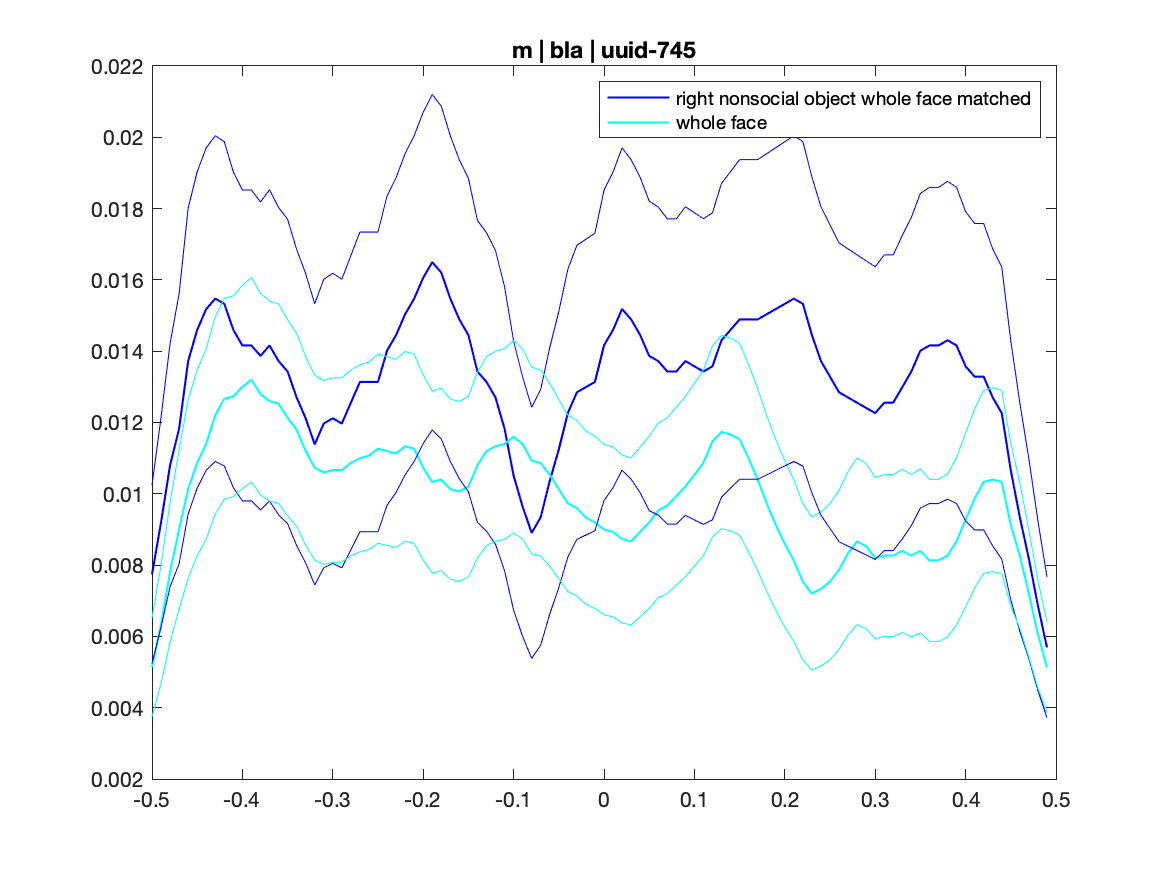 m | bla | uuid-745
right nonsocial object whole face matched
whole face
0.022
0.02
0.018
0.016
0.014
0.012
0.01
0.008
0.006
0.004
0.002
-0.5 -0.4 -0.3 -0.2 -0.1 0 0.1 0.2 0.3 0.4 0.5